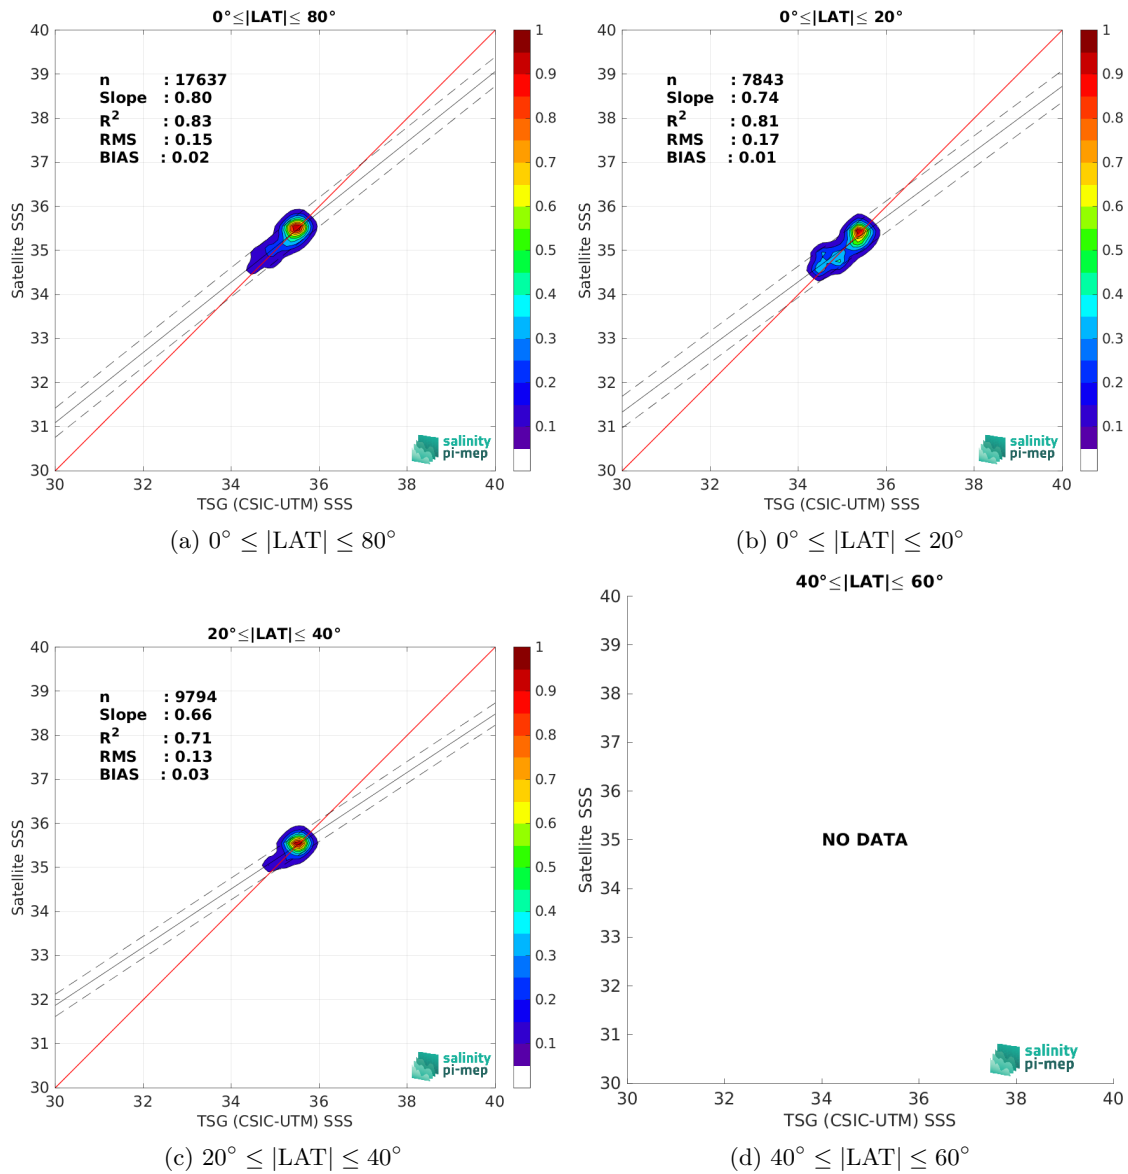 0°≤|LAT|≤ 80°
40
39
38
37
36
35
34
33
32
31
30
Satellite SSS
n : 17637
Slope : 0.80
R² : 0.83
RMS : 0.15
BIAS : 0.02
salinity
pi-mep
30 32 34 36 38 40
TSG (CSIC-UTM) SSS
1
0.9
0.8
0.7
0.6
0.5
0.4
0.3
0.2
0.1
(a) 0° ≤ |LAT| ≤ 80°
0°≤|LAT|≤ 20°
40
39
38
37
36
35
34
33
32
31
30
Satellite SSS
n : 7843
Slope : 0.74
R² : 0.81
RMS : 0.17
BIAS : 0.01
salinity
pi-mep
30 32 34 36 38 40
TSG (CSIC-UTM) SSS
1
0.9
0.8
0.7
0.6
0.5
0.4
0.3
0.2
0.1
(b) 0° ≤ |LAT| ≤ 20°
20°≤|LAT|≤ 40°
40
39
38
37
36
35
34
33
32
31
30
Satellite SSS
n : 9794
Slope : 0.66
R² : 0.71
RMS : 0.13
BIAS : 0.03
salinity
pi-mep
30 32 34 36 38 40
TSG (CSIC-UTM) SSS
1
0.9
0.8
0.7
0.6
0.5
0.4
0.3
0.2
0.1
(c) 20° ≤ |LAT| ≤ 40°
40°≤|LAT|≤ 60°
40
39
38
37
36
35
34
33
32
31
30
Satellite SSS
NO DATA
salinity
pi-mep
30 32 34 36 38 40
TSG (CSIC-UTM) SSS
(d) 40° ≤ |LAT| ≤ 60°